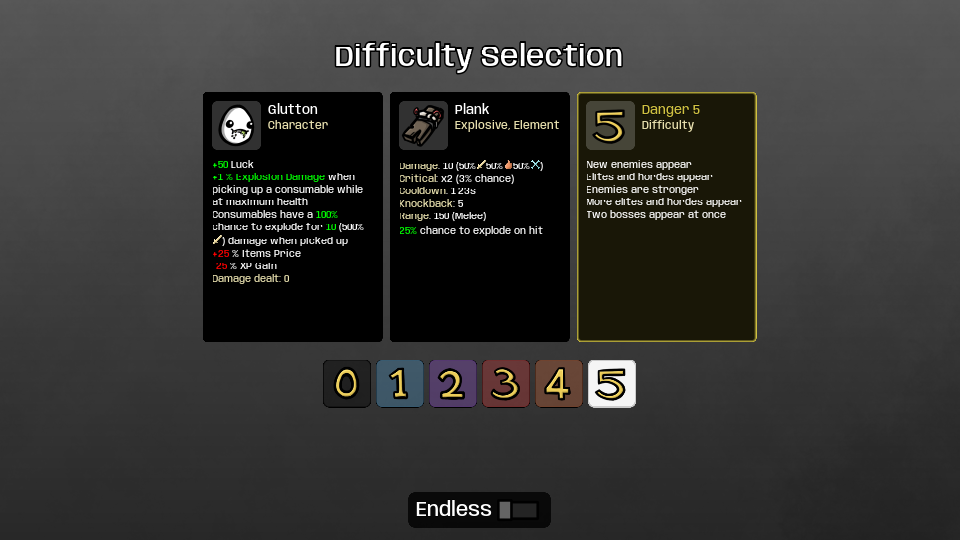 Difficulty Selection
Glutton
Character
+50 Luck
+1 % Explosion Damage when
picking up a consumable while
at maximum health
Consumables have a 100%
chance to explode for 10 (500%
) damage when picked up
+25 % Items Price
-25 % XP Gain
Damage dealt: 0
Plank
Explosive, Element
Damage: 10 (50% 50% 50% )
Critical: x2 (3% chance)
Cooldown: 1.23s
Knockback: 5
Range: 150 (Melee)
25% chance to explode on hit
Danger 5
Difficulty
New enemies appear
Elites and hordes appear
Enemies are stronger
More elites and hordes appear
Two bosses appear at once
0 1 2 3 4 5
Endless